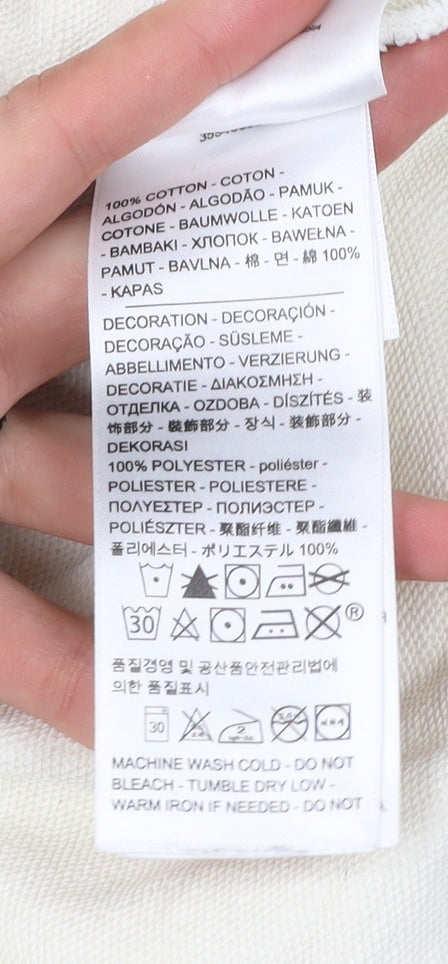 100% COTTON - COTON -
ALGODÓN - ALGODÃO - PAMUK -
COTONE - BAUMWOLLE - KATOEN
- BAMBAKI - ХЛОПОК - BAWEŁNA -
PAMUT - BAVLNA - 棉 - 면 - 綿 100%
- KAPAS
DECORATION - DECORACIÓN -
DECORAÇÃO - SÜSLEME -
ABBELLIMENTO - VERZIERUNG -
DECORATIE - ΔΙΑΚΟΣΜΗΣΗ -
ОТДЕЛКА - OZDOBA - DÍSZÍTÉS - 装
饰部分 - 裝飾部分 - 장식 - 装飾部分 -
DEKORASI
100% POLYESTER - poliéster -
POLIESTER - POLIESTERE -
ΠΟΛΥΕΣΤΕΡ - ПОЛИЭСТЕР -
POLIÉSZTER - 聚酯纤维 - 聚酯纖維 -
폴리에스터 - ポリエステル 100%
30 ®
품질경영 및 공산품안전관리법에
의한 품질표시
30 2
MACHINE WASH COLD - DO NOT
BLEACH - TUMBLE DRY LOW -
WARM IRON IF NEEDED - DO NOT